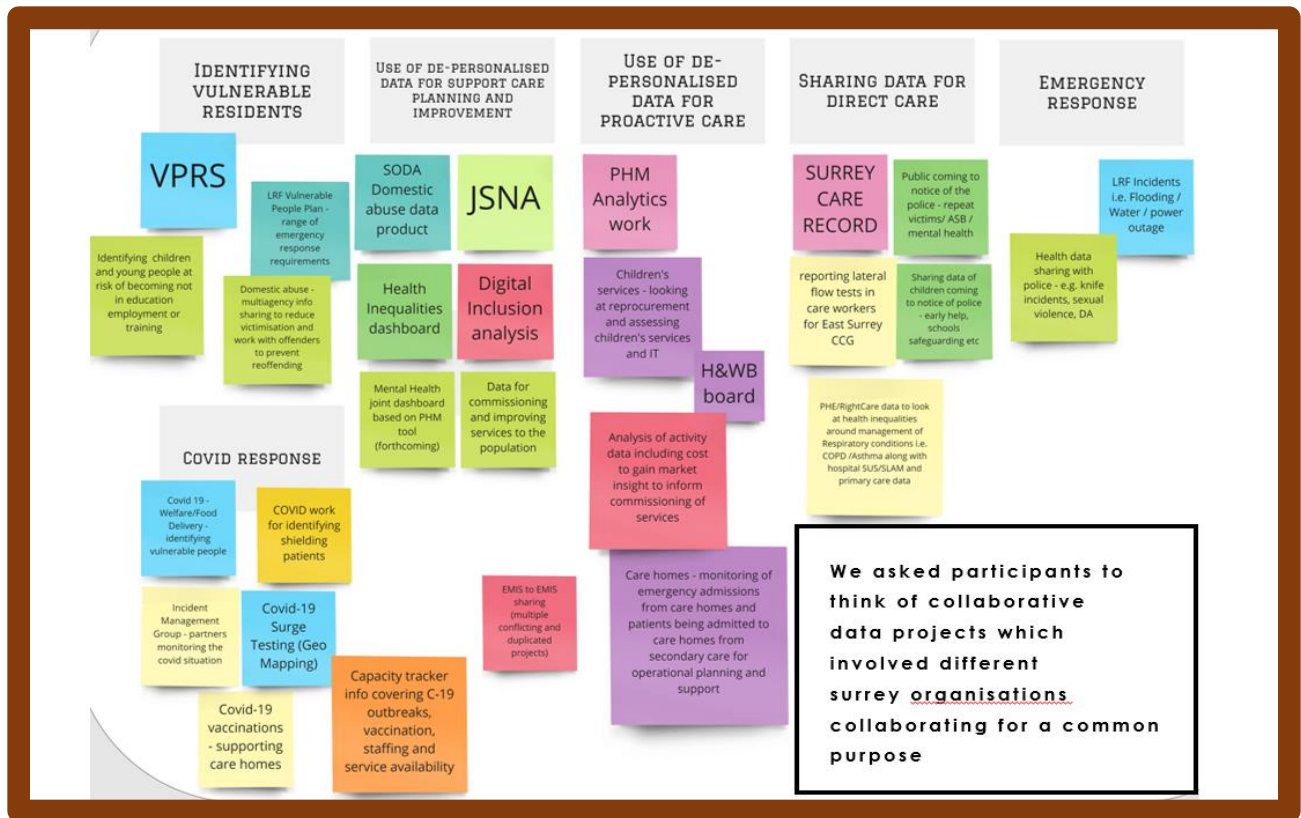 IDENTIFYING
VULNERABLE
RESIDENTS
VPRS
LRF Vulnerable
People Plan -
range of
emergency
response
requirements
Identifying children
and young people at
risk of becoming not
in education
employment or
training
Domestic abuse -
multiagency info
sharing to reduce
victimisation and
work with offenders
to prevent
reoffending
COVID RESPONSE
Covid 19 -
Welfare/Food
Delivery -
identifying
vulnerable people
COVID work
for identifying
shielding
patients
Incident
Management
Group - partners
monitoring the
covid situation
Covid-19
Surge
Testing (Geo
Mapping)
Covid-19
vaccinations
- supporting
care homes
Capacity tracker
info covering C-19
outbreaks,
vaccination,
staffing and
service availability
USE OF DE-PERSONALISED
DATA FOR SUPPORT CARE
PLANNING AND
IMPROVEMENT
SODA
Domestic
abuse data
product
JSNA
Health
Inequalities
dashboard
Digital
Inclusion
analysis
Mental Health
joint dashboard
based on PHM
tool
(forthcoming)
Data for
commissioning
and improving
services to the
population
EMIS to EMIS
sharing
(multiple
conflicting and
duplicated
projects)
USE OF DE-
PERSONALISED
DATA FOR
PROACTIVE CARE
PHM
Analytics
work
Children's
services - looking
at reprocurement
and assessing
children's services
and IT
H&WB
board
Analysis of activity
data including cost
to gain market
insight to inform
commissioning of
services
Care homes - monitoring of
emergency admissions
from care homes and
patients being admitted to
care homes from
secondary care for
operational planning and
support
SHARING DATA FOR
DIRECT CARE
SURREY
CARE
RECORD
Public coming to
notice of the
police - repeat
victims/ ASB /
mental health
reporting lateral
flow tests in
care workers
for East Surrey
CCG
Sharing data of
children coming
to notice of police
- early help,
schools
safeguarding etc
PHE/RightCare data to look
at health inequalities
around management of
Respiratory conditions i.e.
COPD /Asthma along with
hospital SUS/SLAM and
primary care data
EMERGENCY
RESPONSE
LRF Incidents
i.e. Flooding /
Water / power
outage
Health data
sharing with
police - e.g. knife
incidents, sexual
violence, DA
We asked participants to
think of collaborative
data projects which
involved different
surrey organisations
collaborating for a common
purpose